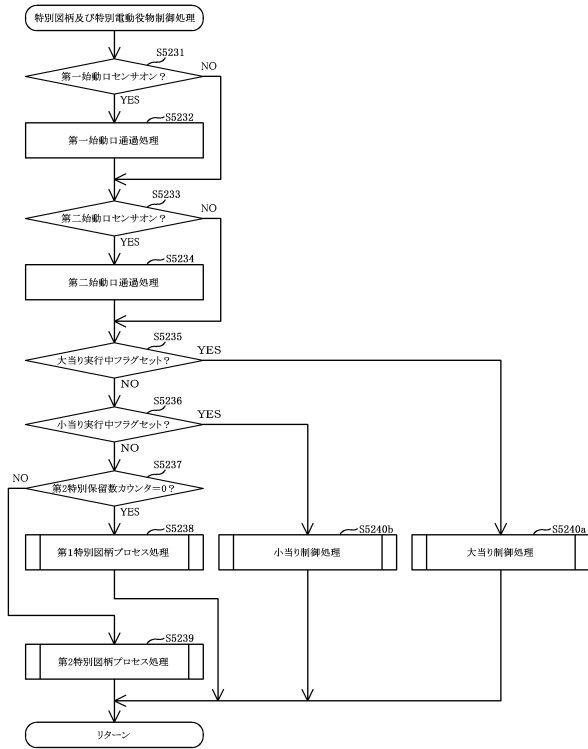 特別図柄及び特別電動役物制御処理
S5231
第一始動口センサオン？
NO
YES
S5232
第一始動口通過処理
S5233
第二始動口センサオン？
NO
YES
S5234
第二始動口通過処理
S5235
大当り実行中フラグセット？
YES
NO
S5236
小当り実行中フラグセット？
YES
NO
S5237
NO
第2特別保留数カウンタ=0？
YES
S5238
第1特別図柄プロセス処理
S5240b
小当り制御処理
S5240a
大当り制御処理
S5239
第2特別図柄プロセス処理
リターン